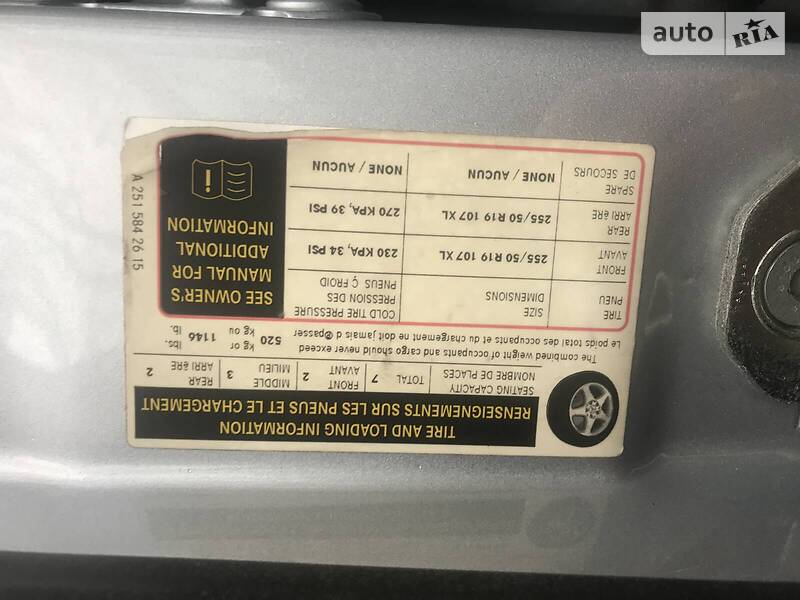 auto RIA
TIRE AND LOADING INFORMATION
RENSEIGNEMENTS SUR LES PNEUS ET LE CHARGEMENT
SEATING CAPACITY
NOMBRE DE PLACES
TOTAL 7
FRONT
AVANT 2
MIDDLE
MILIEU 3
REAR
ARRIèRE 2
The combined weight of occupants and cargo should never exceed
Le poids total des occupants et du chargement ne doit jamais dépasser
520 kg or
kg ou 1146 lbs.
lb.
TIRE
PNEU
SIZE
DIMENSIONS
COLD TIRE PRESSURE
PRESSION DES
PNEUS Ç FROID
FRONT
AVANT
255/50 R19 107 XL
230 KPA, 34 PSI
REAR
ARRIèRE
255/50 R19 107 XL
270 KPA, 39 PSI
SPARE
DE SECOURS
NONE / AUCUN
NONE / AUCUN
SEE OWNER'S
MANUAL FOR
ADDITIONAL
INFORMATION
A 251 584 26 15